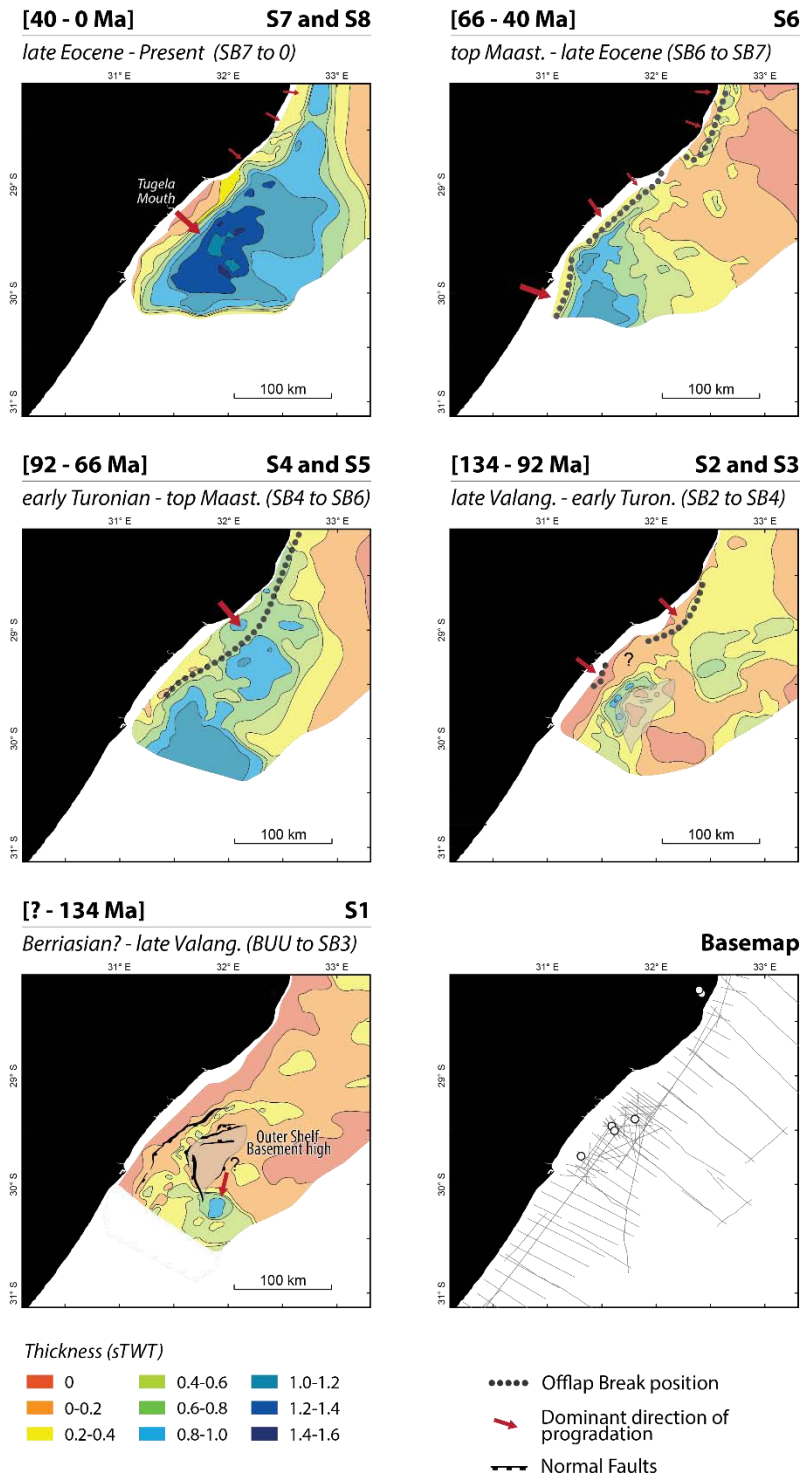 [40 - 0 Ma] S7 and S8
late Eocene - Present (SB7 to 0)
31° E 32° E 33° E
29° S
30° S
31° S
Tugela
Mouth
100 km
[66 - 40 Ma] S6
top Maast. - late Eocene (SB6 to SB7)
31° E 32° E 33° E
29° S
30° S
31° S
100 km
[92 - 66 Ma] S4 and S5
early Turonian - top Maast. (SB4 to SB6)
31° E 32° E 33° E
29° S
30° S
31° S
100 km
[134 - 92 Ma] S2 and S3
late Valang. - early Turon. (SB2 to SB4)
31° E 32° E 33° E
29° S
30° S
31° S
?
100 km
[? - 134 Ma] S1
Berriasian? - late Valang. (BUU to SB3)
31° E 32° E 33° E
29° S
30° S
31° S
Outer Shelf
Basement high
?
100 km
Basemap
31° E 32° E 33° E
29° S
30° S
31° S
Thickness (sTWT)
0 0.4-0.6 1.0-1.2
0-0.2 0.6-0.8 1.2-1.4
0.2-0.4 0.8-1.0 1.4-1.6
Offlap Break position
Dominant direction of
progradation
Normal Faults